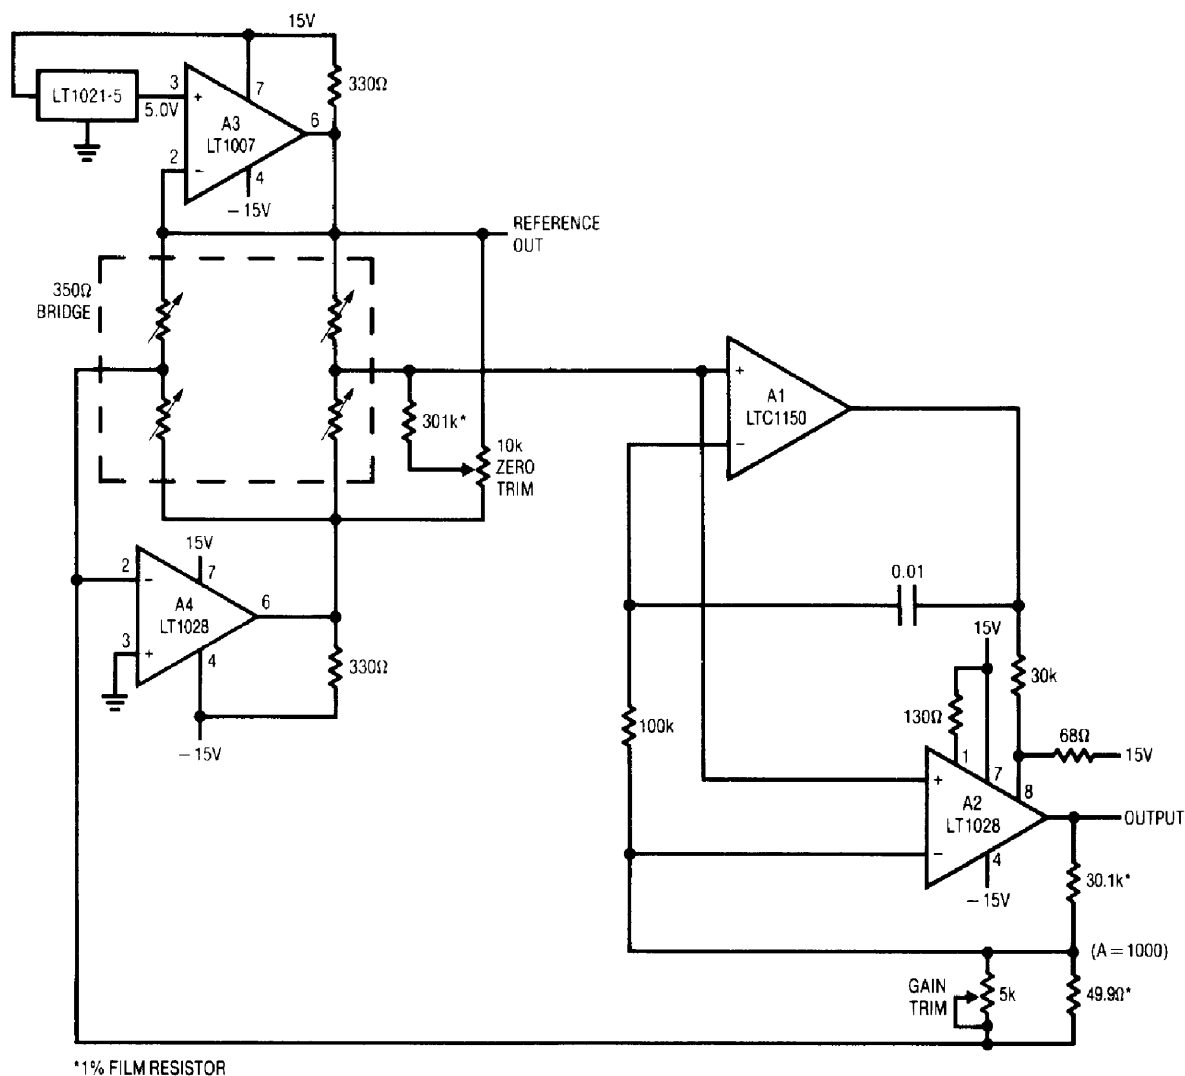 15V
LT1021-5
5.0V
3
+
7
330Ω
A3
LT1007
6
2
−
4
−15V
REFERENCE
OUT
350Ω
BRIDGE
301k*
10k
ZERO
TRIM
+
A1
LTC1150
−
15V
2
−
7
A4
LT1028
6
3
+
4
330Ω
−15V
0.01
15V
30k
130Ω
100k
68Ω
15V
1
7
8
+
A2
LT1028
OUTPUT
−
4
−15V
30.1k*
(A = 1000)
GAIN
TRIM
5k
49.9Ω*
*1% FILM RESISTOR